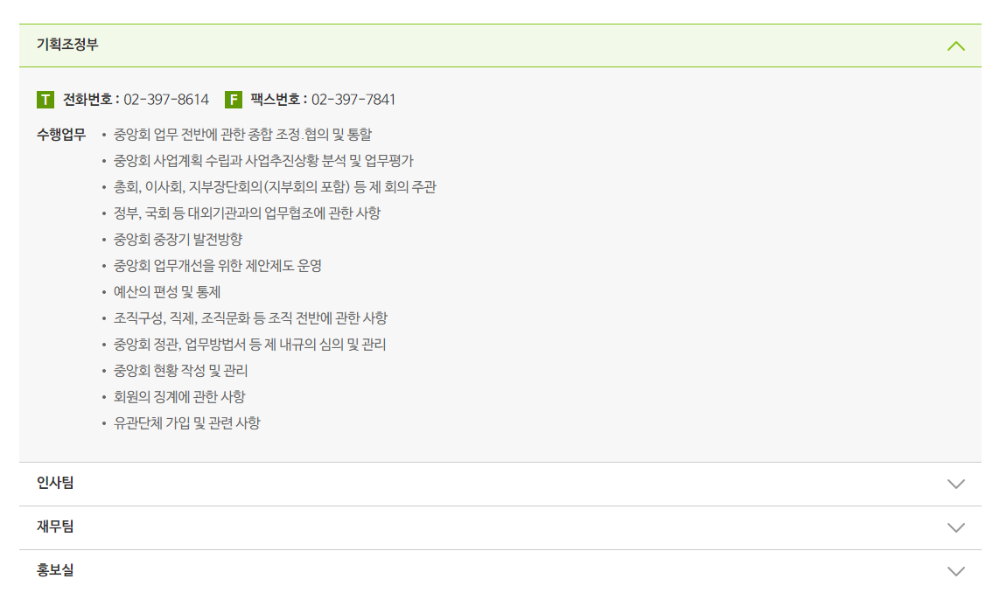 기획조정부
T 전화번호 : 02-397-8614 F 팩스번호 : 02-397-7841
수행업무 • 중앙회 업무 전반에 관한 종합 조정.협의 및 통할
• 중앙회 사업계획 수립과 사업추진상황 분석 및 업무평가
• 총회, 이사회, 지부장단회의(지부회의 포함) 등 제 회의 주관
• 정부, 국회 등 대외기관과의 업무협조에 관한 사항
• 중앙회 중장기 발전방향
• 중앙회 업무개선을 위한 제안제도 운영
• 예산의 편성 및 통제
• 조직구성, 직제, 조직문화 등 조직 전반에 관한 사항
• 중앙회 정관, 업무방법서 등 제 내규의 심의 및 관리
• 중앙회 현황 작성 및 관리
• 회원의 징계에 관한 사항
• 유관단체 가입 및 관련 사항
인사팀
재무팀
홍보실